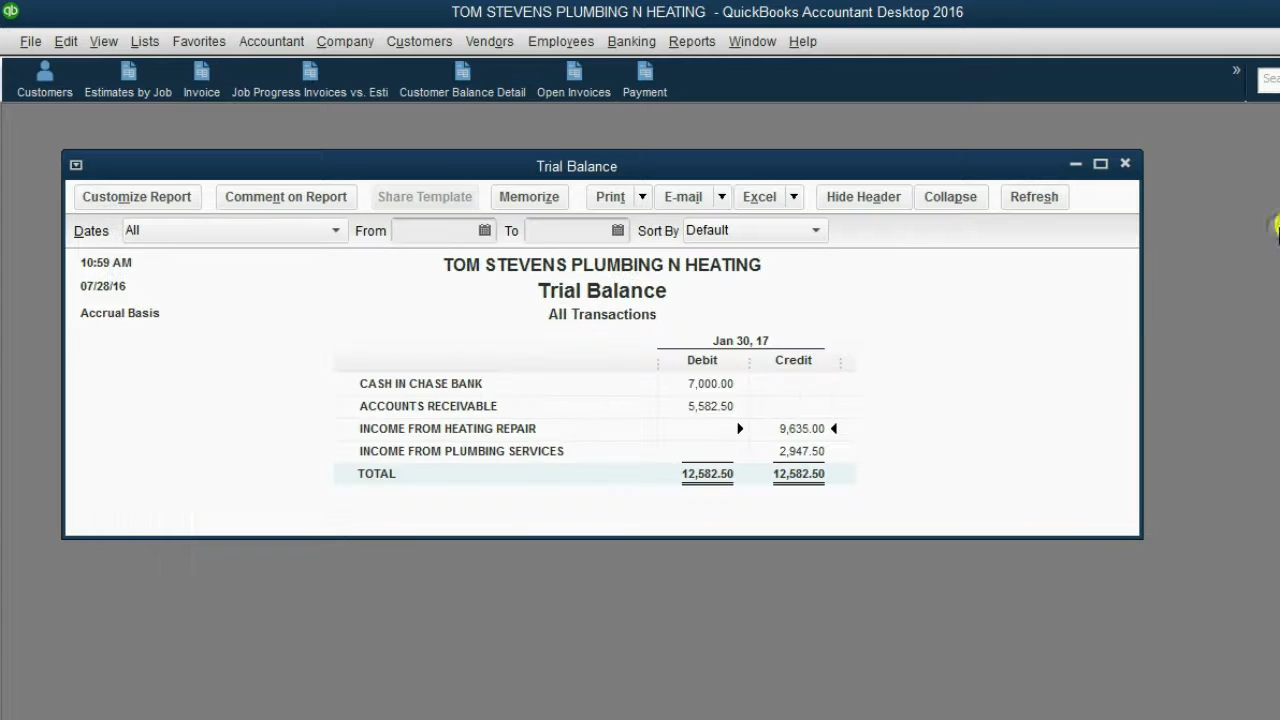 qb TOM STEVENS PLUMBING N HEATING - QuickBooks Accountant Desktop 2016
File Edit View Lists Favorites Accountant Company Customers Vendors Employees Banking Reports Window Help
Customers Estimates by Job Invoice Job Progress Invoices vs. Esti Customer Balance Detail Open Invoices Payment » Sea
Trial Balance
Customize Report Comment on Report Share Template Memorize Print E-mail Excel Hide Header Collapse Refresh
Dates All From To Sort By Default
10:59 AM TOM STEVENS PLUMBING N HEATING
07/28/16 Trial Balance
Accrual Basis All Transactions
Jan 30, 17
Debit Credit
CASH IN CHASE BANK 7,000.00
ACCOUNTS RECEIVABLE 5,582.50
INCOME FROM HEATING REPAIR 9,635.00
INCOME FROM PLUMBING SERVICES 2,947.50
TOTAL 12,582.50 12,582.50